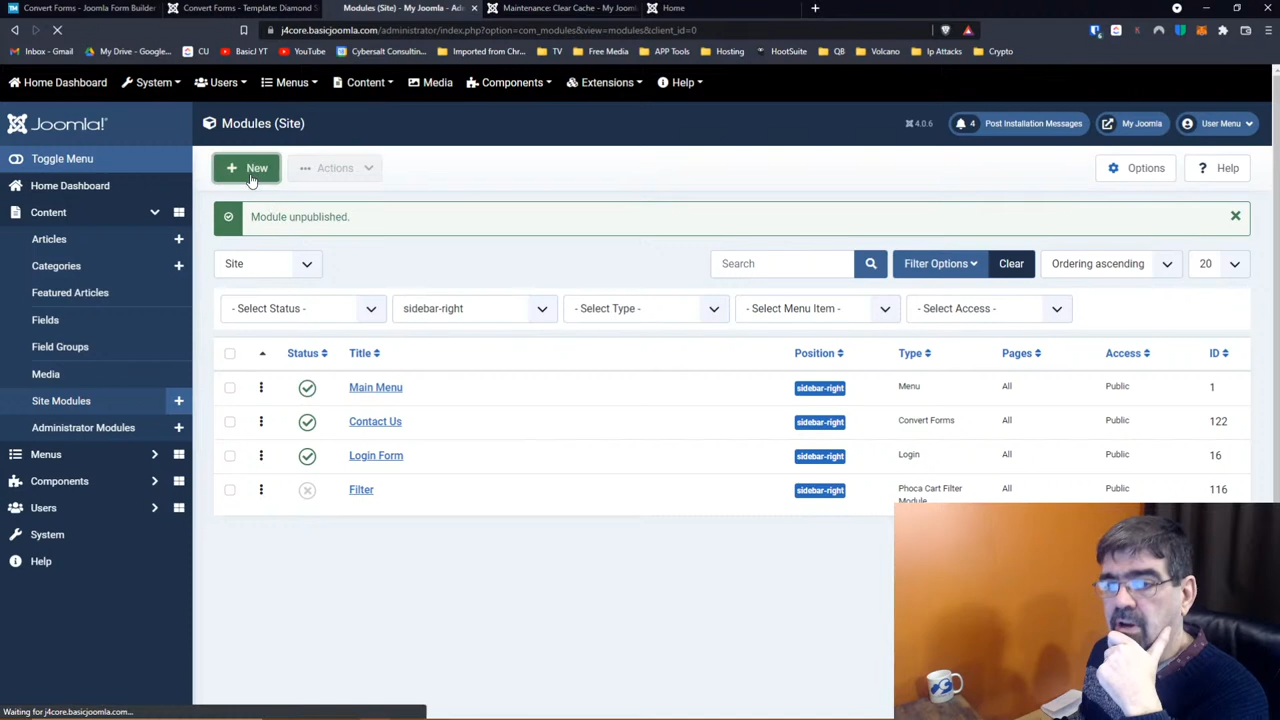 Convert Forms - Joomla Form Builder
Convert Forms - Template: Diamond S
Modules (Site) - My Joomla - Ad
Maintenance: Clear Cache - My Joomla
Home
j4core.basicjoomla.com/administrator/index.php?option=com_modules&view=modules&client_id=0
Inbox - Gmail
My Drive - Google...
CU
BasicJ YT
YouTube
Cybersalt Consultin...
Imported from Chr...
TV
Free Media
APP Tools
Hosting
HootSuite
QB
Volcano
Ip Attacks
Crypto
Home Dashboard
System
Users
Menus
Content
Media
Components
Extensions
Help
Joomla!
Modules (Site)
4.0.6
4 Post Installation Messages
My Joomla
User Menu
Toggle Menu
New
Actions
Options
? Help
Home Dashboard
Content
Module unpublished.
Articles
Categories
Site
Search
Filter Options
Clear
Ordering ascending
20
Featured Articles
- Select Status -
sidebar-right
- Select Type -
- Select Menu Item -
- Select Access -
Fields
Field Groups
Status
Title
Position
Type
Pages
Access
ID
Media
Main Menu
sidebar-right
Menu
All
Public
1
Site Modules
Contact Us
sidebar-right
Convert Forms
All
Public
122
Administrator Modules
Menus
Login Form
sidebar-right
Login
All
Public
16
Components
Filter
sidebar-right
Phoca Cart Filter
Module
All
Public
116
Users
System
Help
Waiting for j4core.basicjoomla.com...